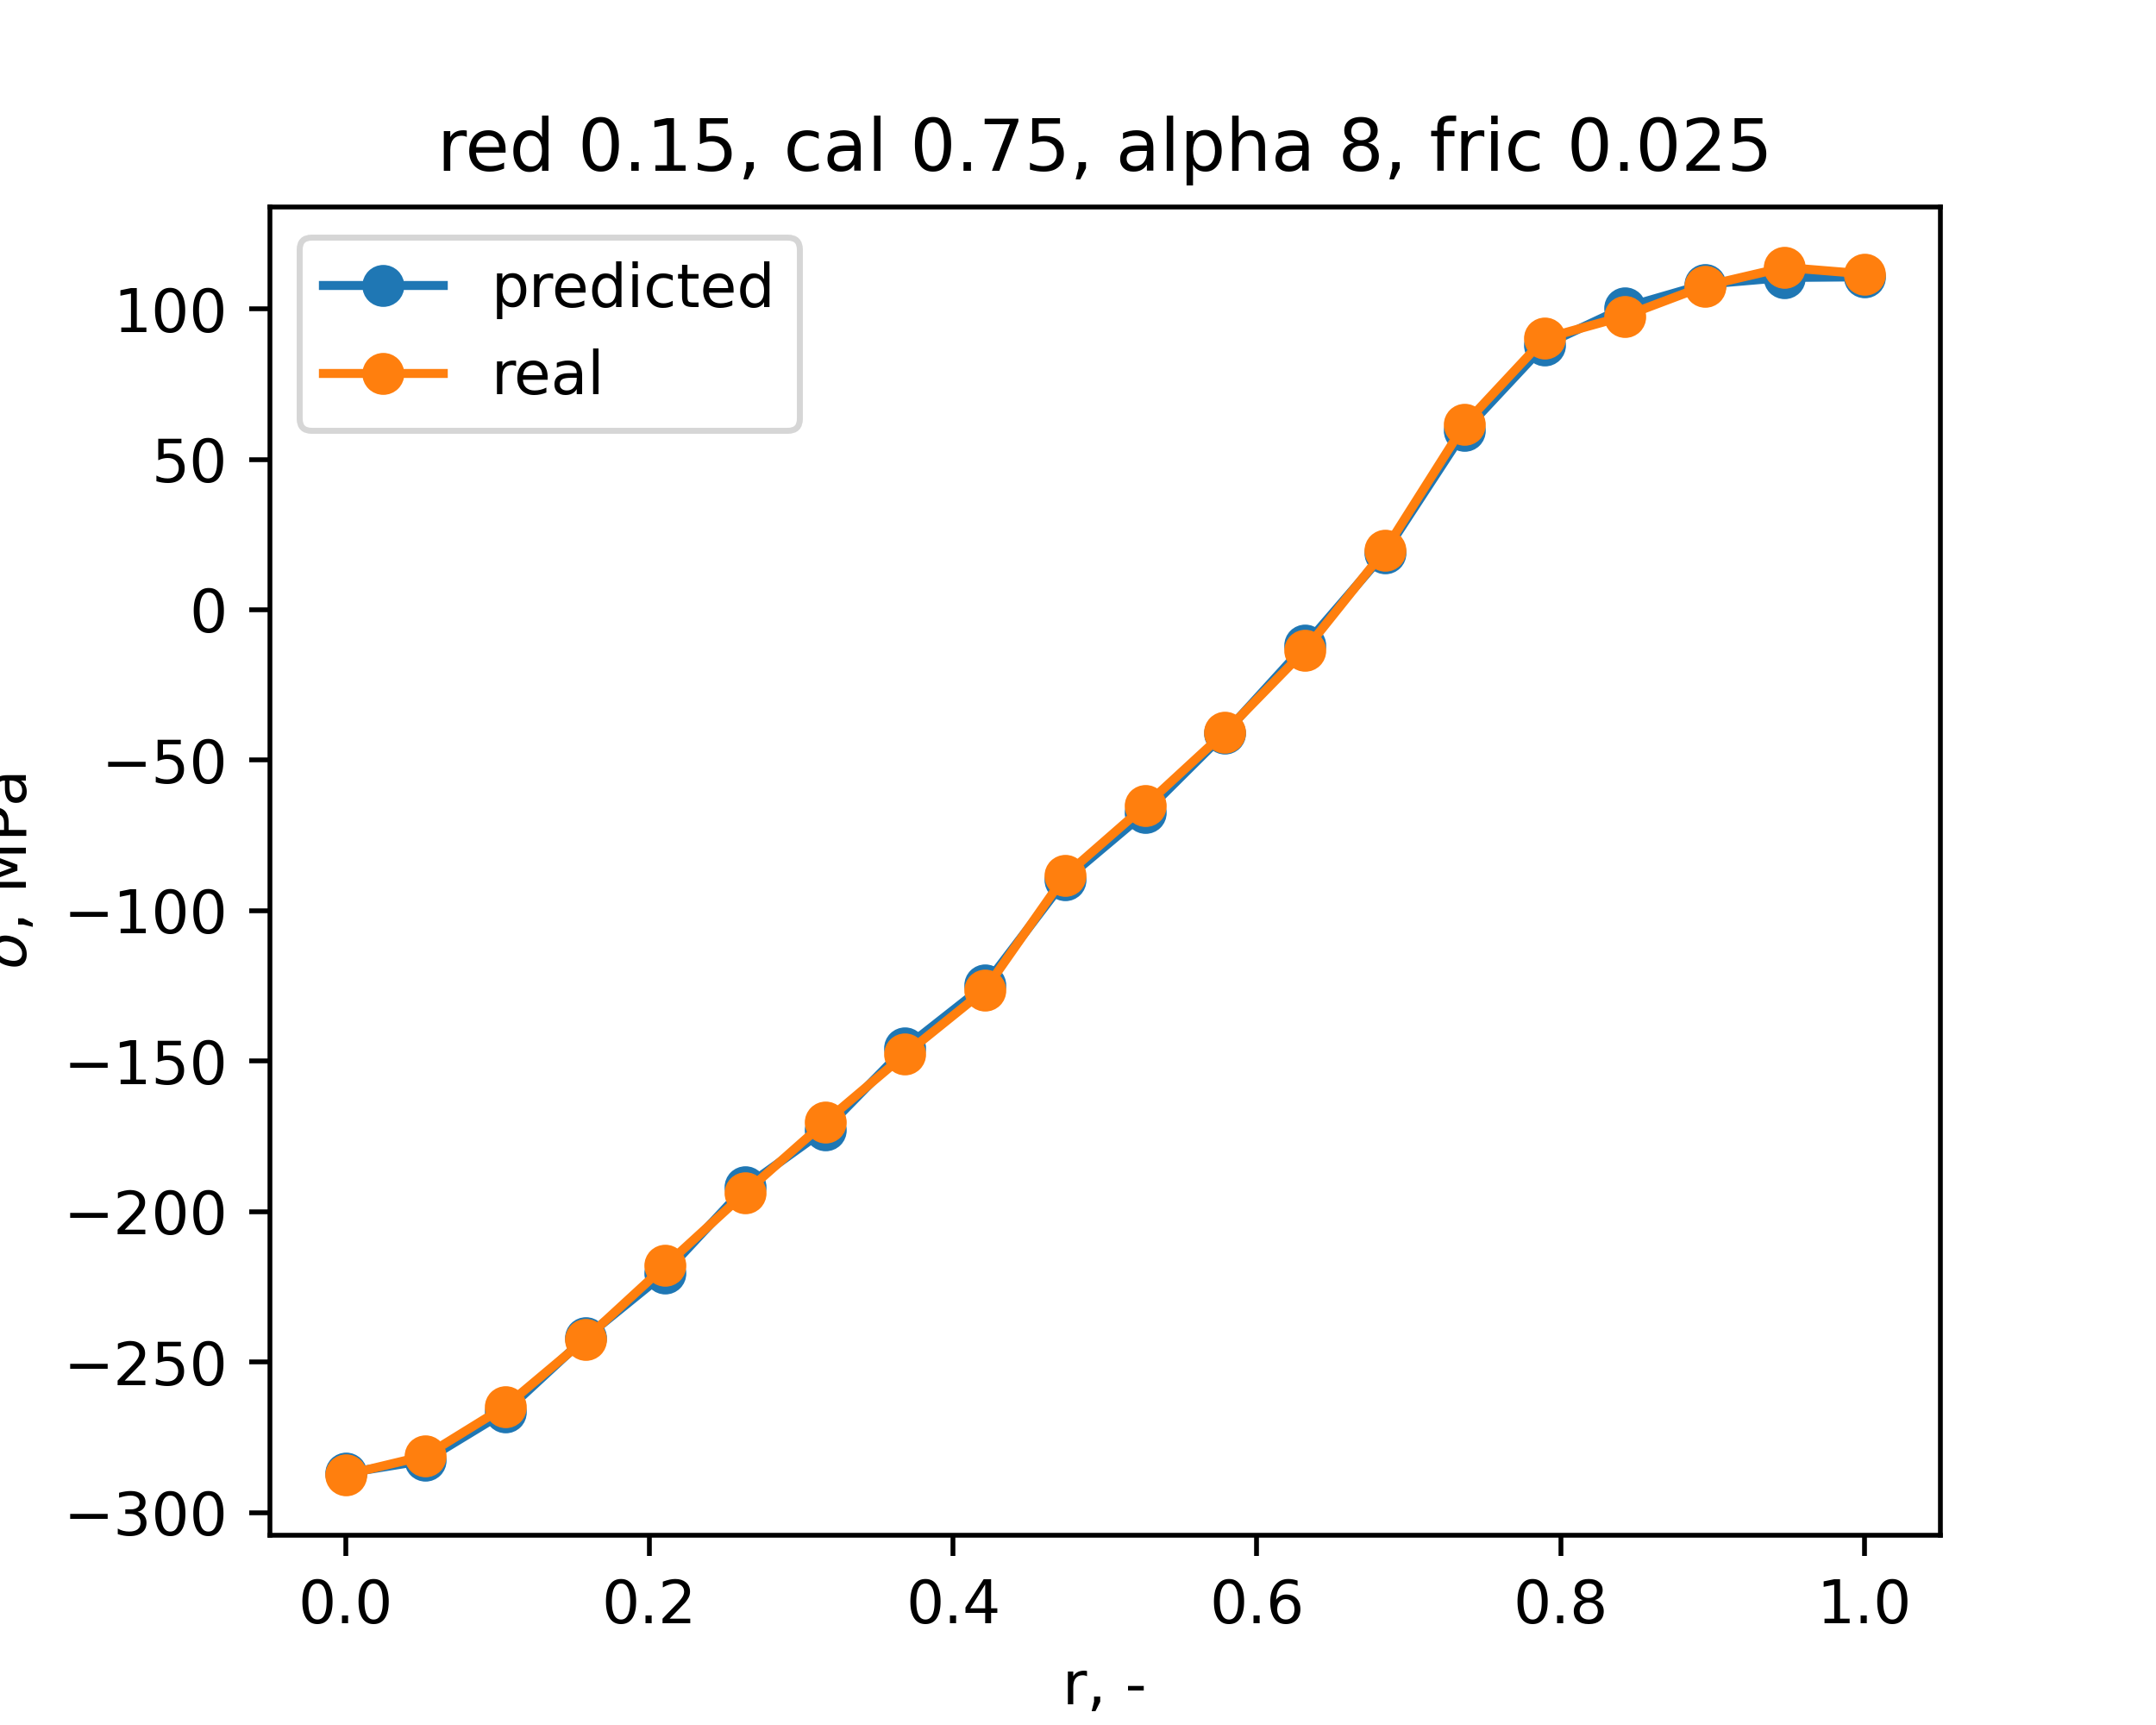 red 0.15, cal 0.75, alpha 8, fric 0.025
predicted
real
100
50
0
−50
−100
−150
−200
−250
−300
σ, MPa
0.0 0.2 0.4 0.6 0.8 1.0
r, -